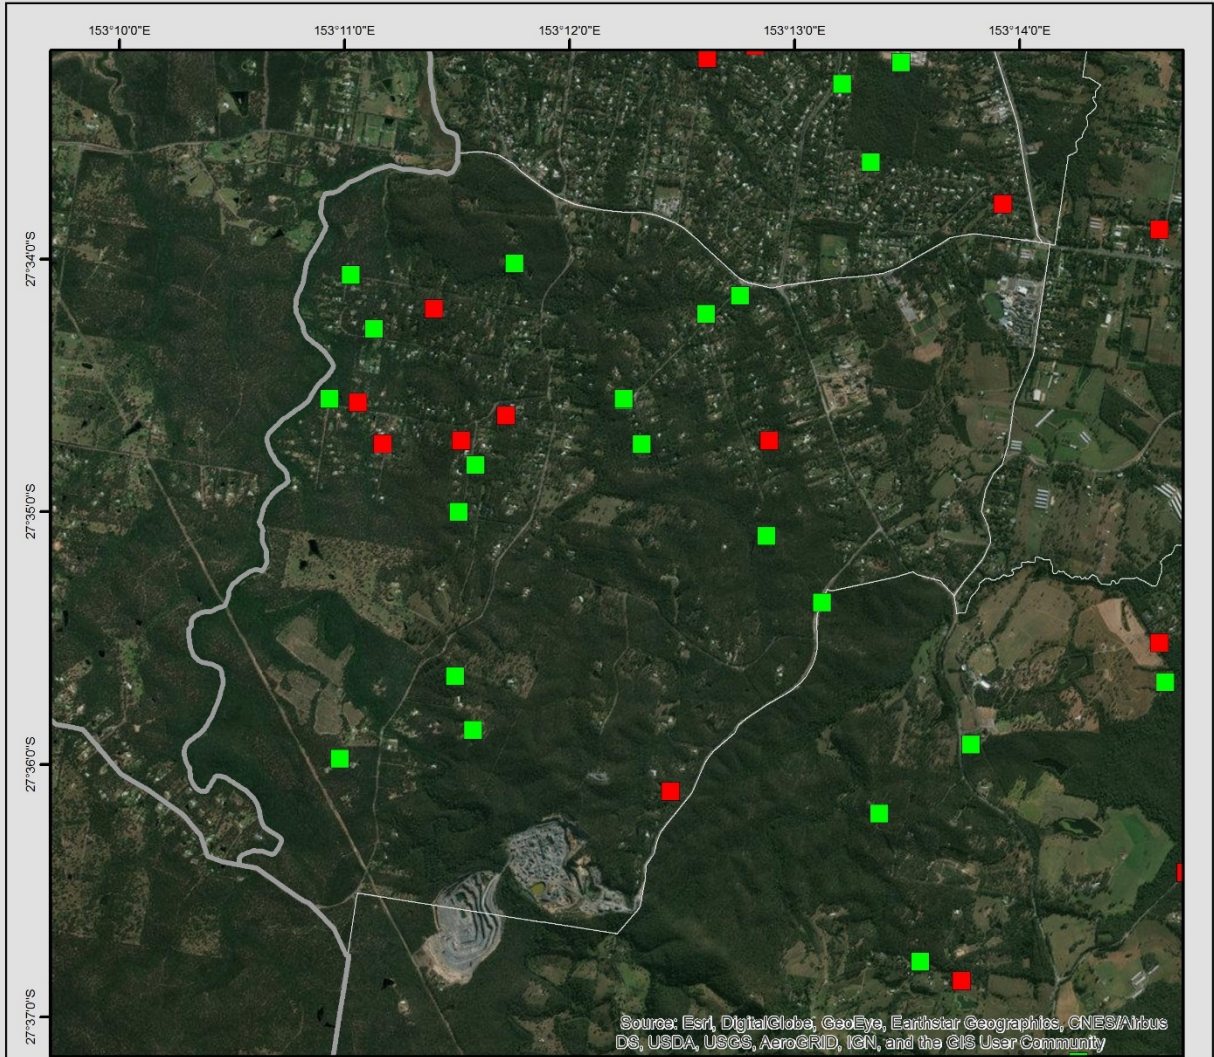 153°10'0"E 153°11'0"E 153°12'0"E 153°13'0"E 153°14'0"E
27°34'0"S
27°35'0"S
27°36'0"S
27°37'0"S
Source: Esri, DigitalGlobe, GeoEye, Earthstar Geographics, CNES/Airbus
DS, USDA, USGS, AeroGRID, IGN, and the GIS User Community